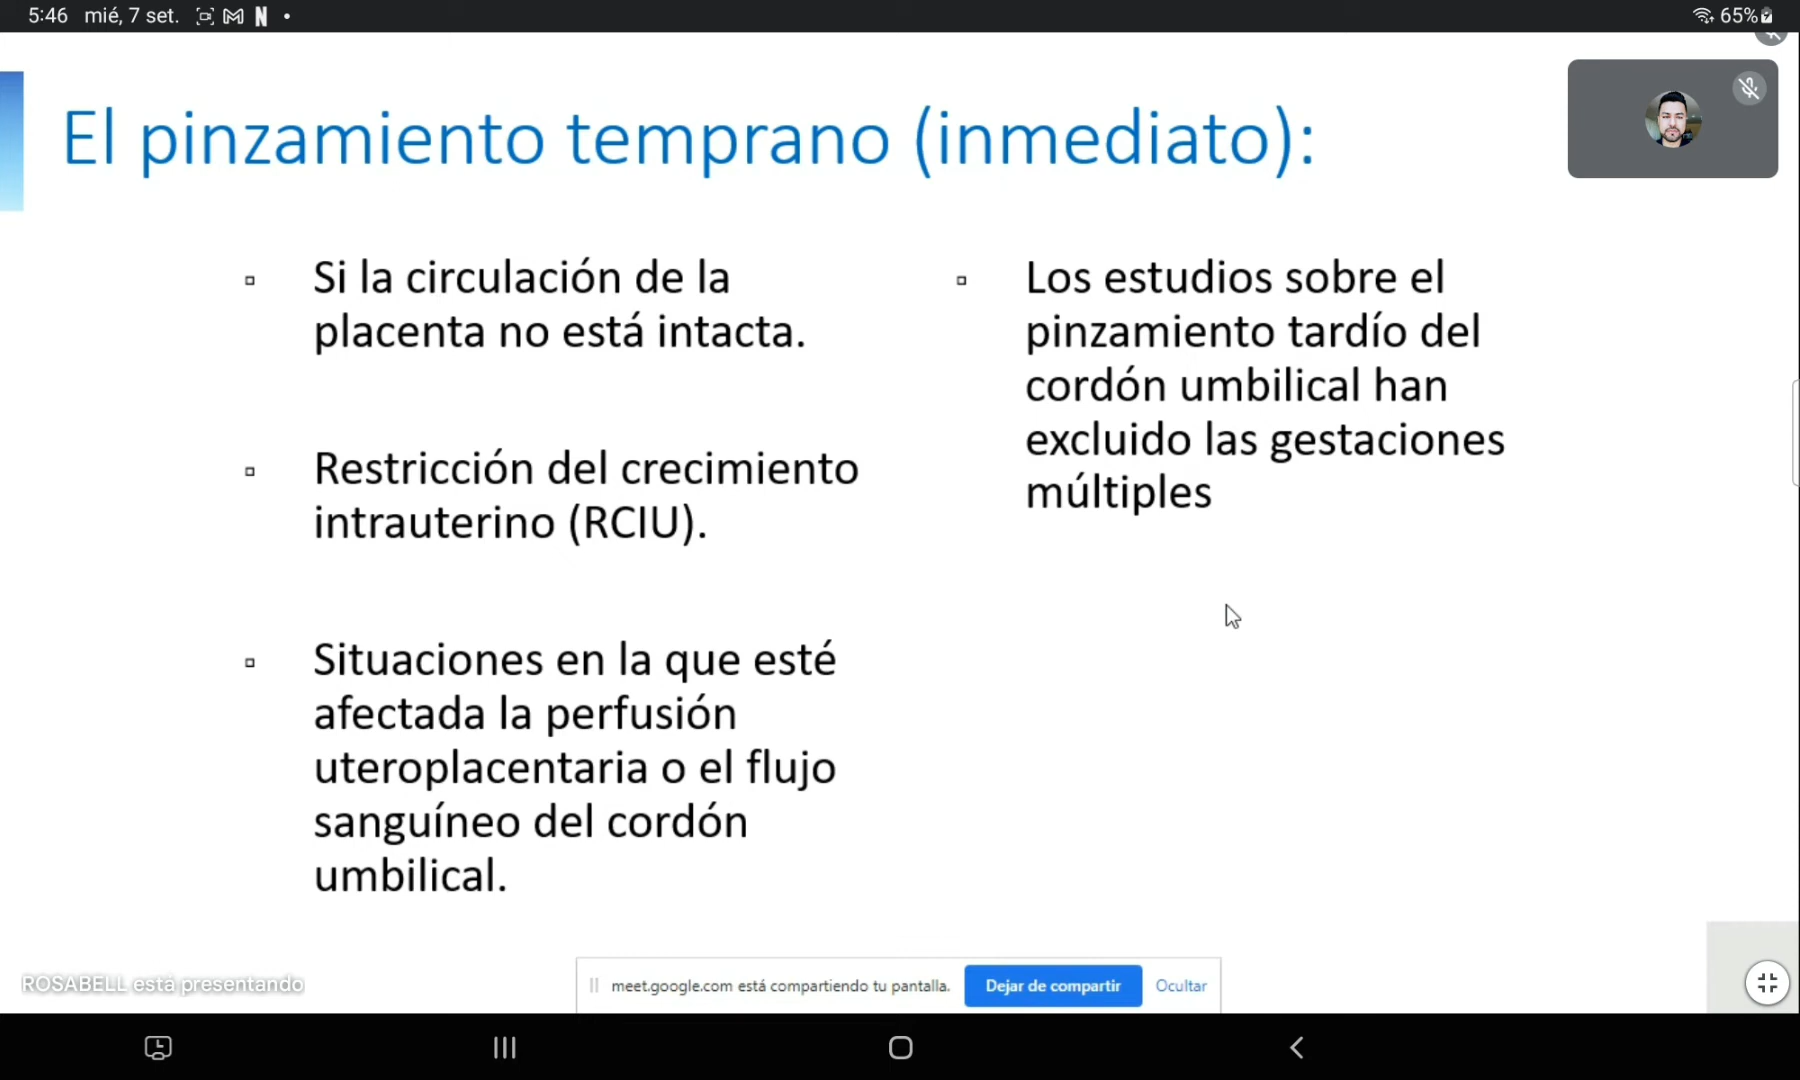 5:46 mié, 7 set.
65%
El pinzamiento temprano (inmediato):
Si la circulación de la
placenta no está intacta.
Restricción del crecimiento
intrauterino (RCIU).
Situaciones en la que esté
afectada la perfusión
uteroplacentaria o el flujo
sanguíneo del cordón
umbilical.
Los estudios sobre el
pinzamiento tardío del
cordón umbilical han
excluido las gestaciones
múltiples
ROSABELL está presentando
meet.google.com está compartiendo tu pantalla. Dejar de compartir Ocultar